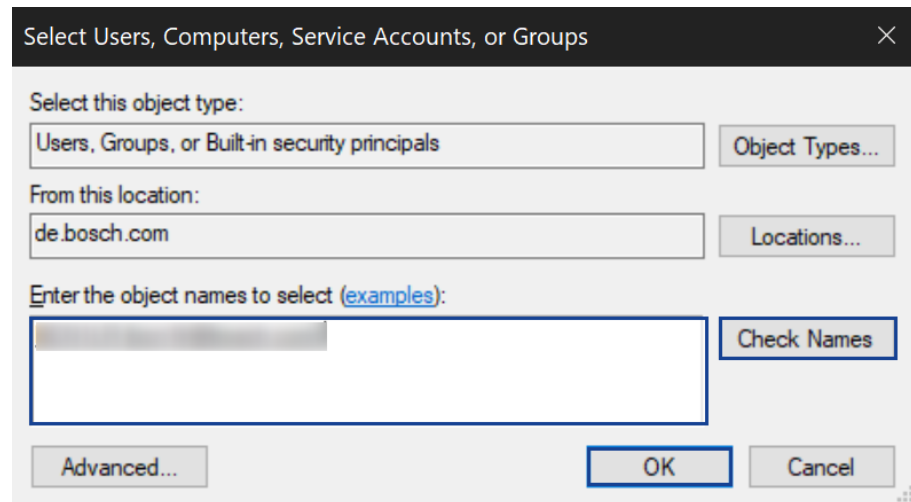 Select Users, Computers, Service Accounts, or Groups
Select this object type:
Users, Groups, or Built-in security principals
Object Types...
From this location:
de.bosch.com
Locations...
Enter the object names to select (examples):
Check Names
Advanced...
OK
Cancel